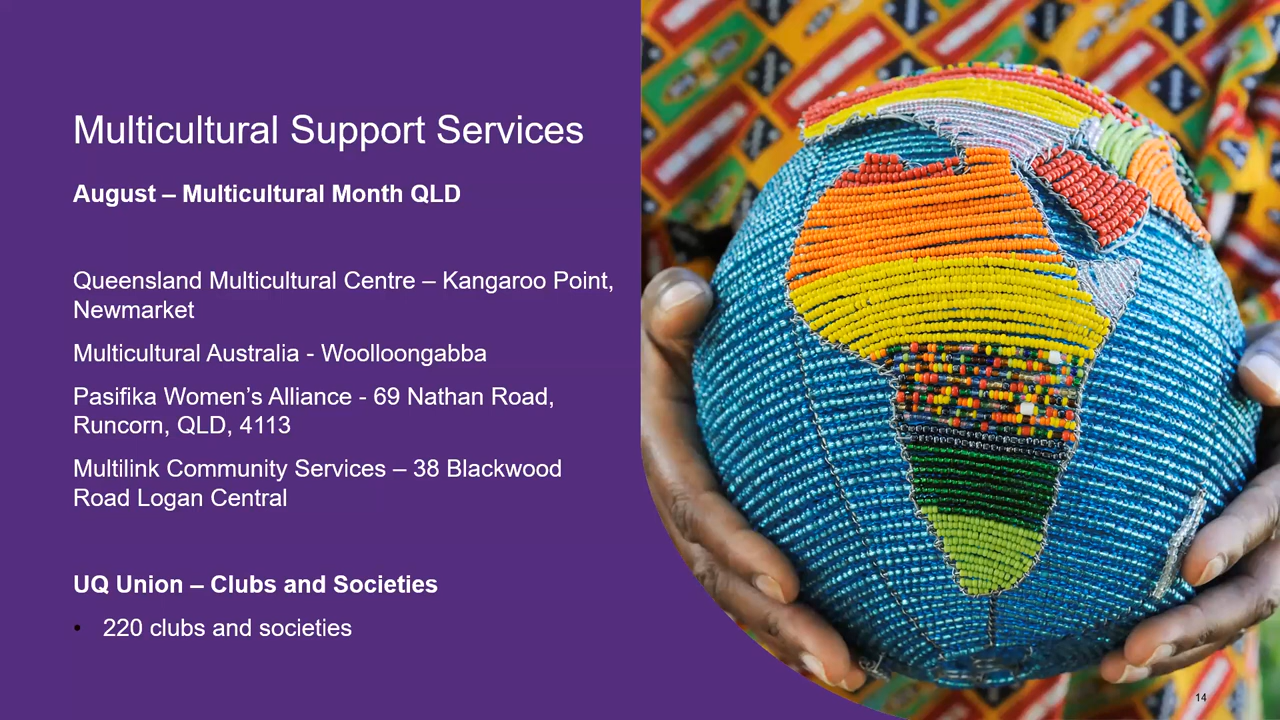 Multicultural Support Services
August – Multicultural Month QLD
Queensland Multicultural Centre – Kangaroo Point,
Newmarket
Multicultural Australia - Woolloongabba
Pasifika Women’s Alliance - 69 Nathan Road,
Runcorn, QLD, 4113
Multilink Community Services – 38 Blackwood
Road Logan Central
UQ Union – Clubs and Societies
• 220 clubs and societies
14